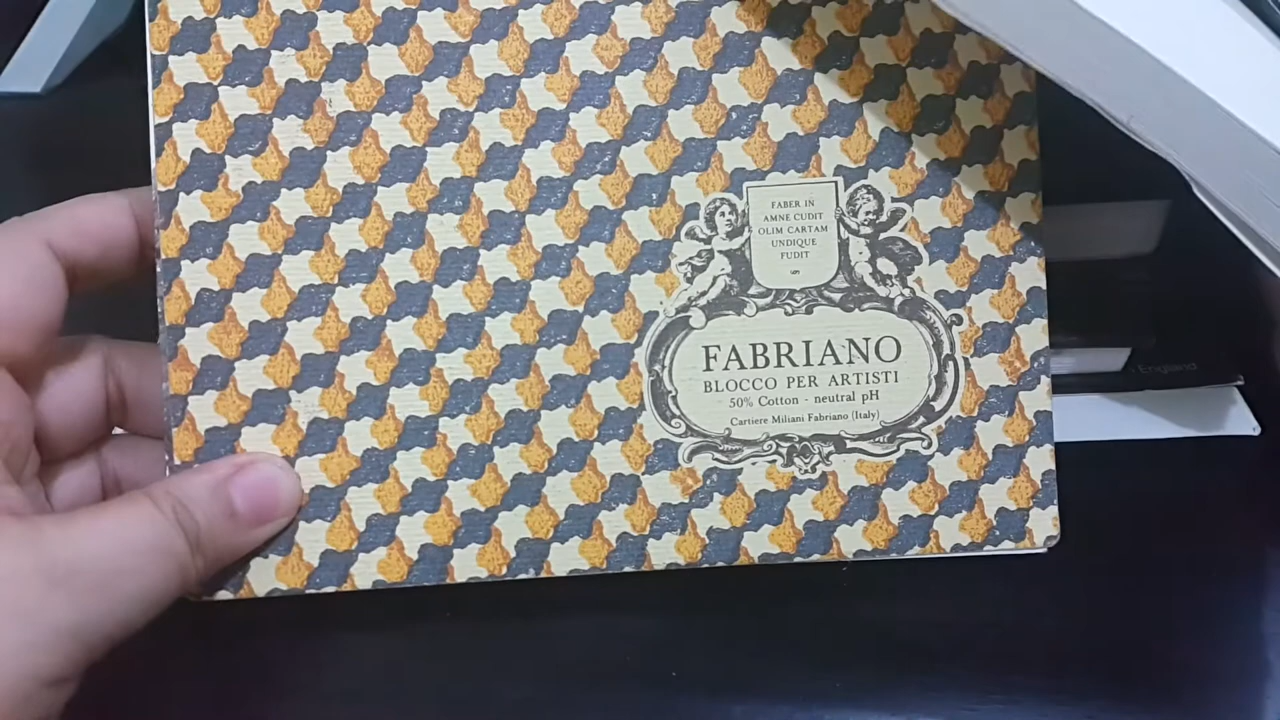 FABER IN
AMNE CUDIT
OLIM CARTAM
UNDIQUE
FUDIT
FABRIANO
BLOCCO PER ARTISTI
50% Cotton - neutral pH
Cartiere Miliani Fabriano (Italy)
England